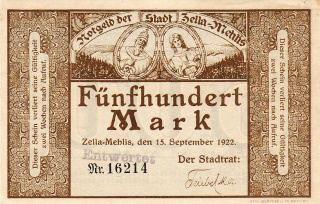 Notgeld der Stadt Zella-Mehlis
Dieser Schein verliert seine Gültigkeit
zwei Wochen nach Aufruf.
Fünfhundert
Mark
Zella-Mehlis, den 15. September 1922.
Entwertet
Der Stadtrat:
Nr. 16214
Dieser Schein verliert seine Gültigkeit
zwei Wochen nach Aufruf.